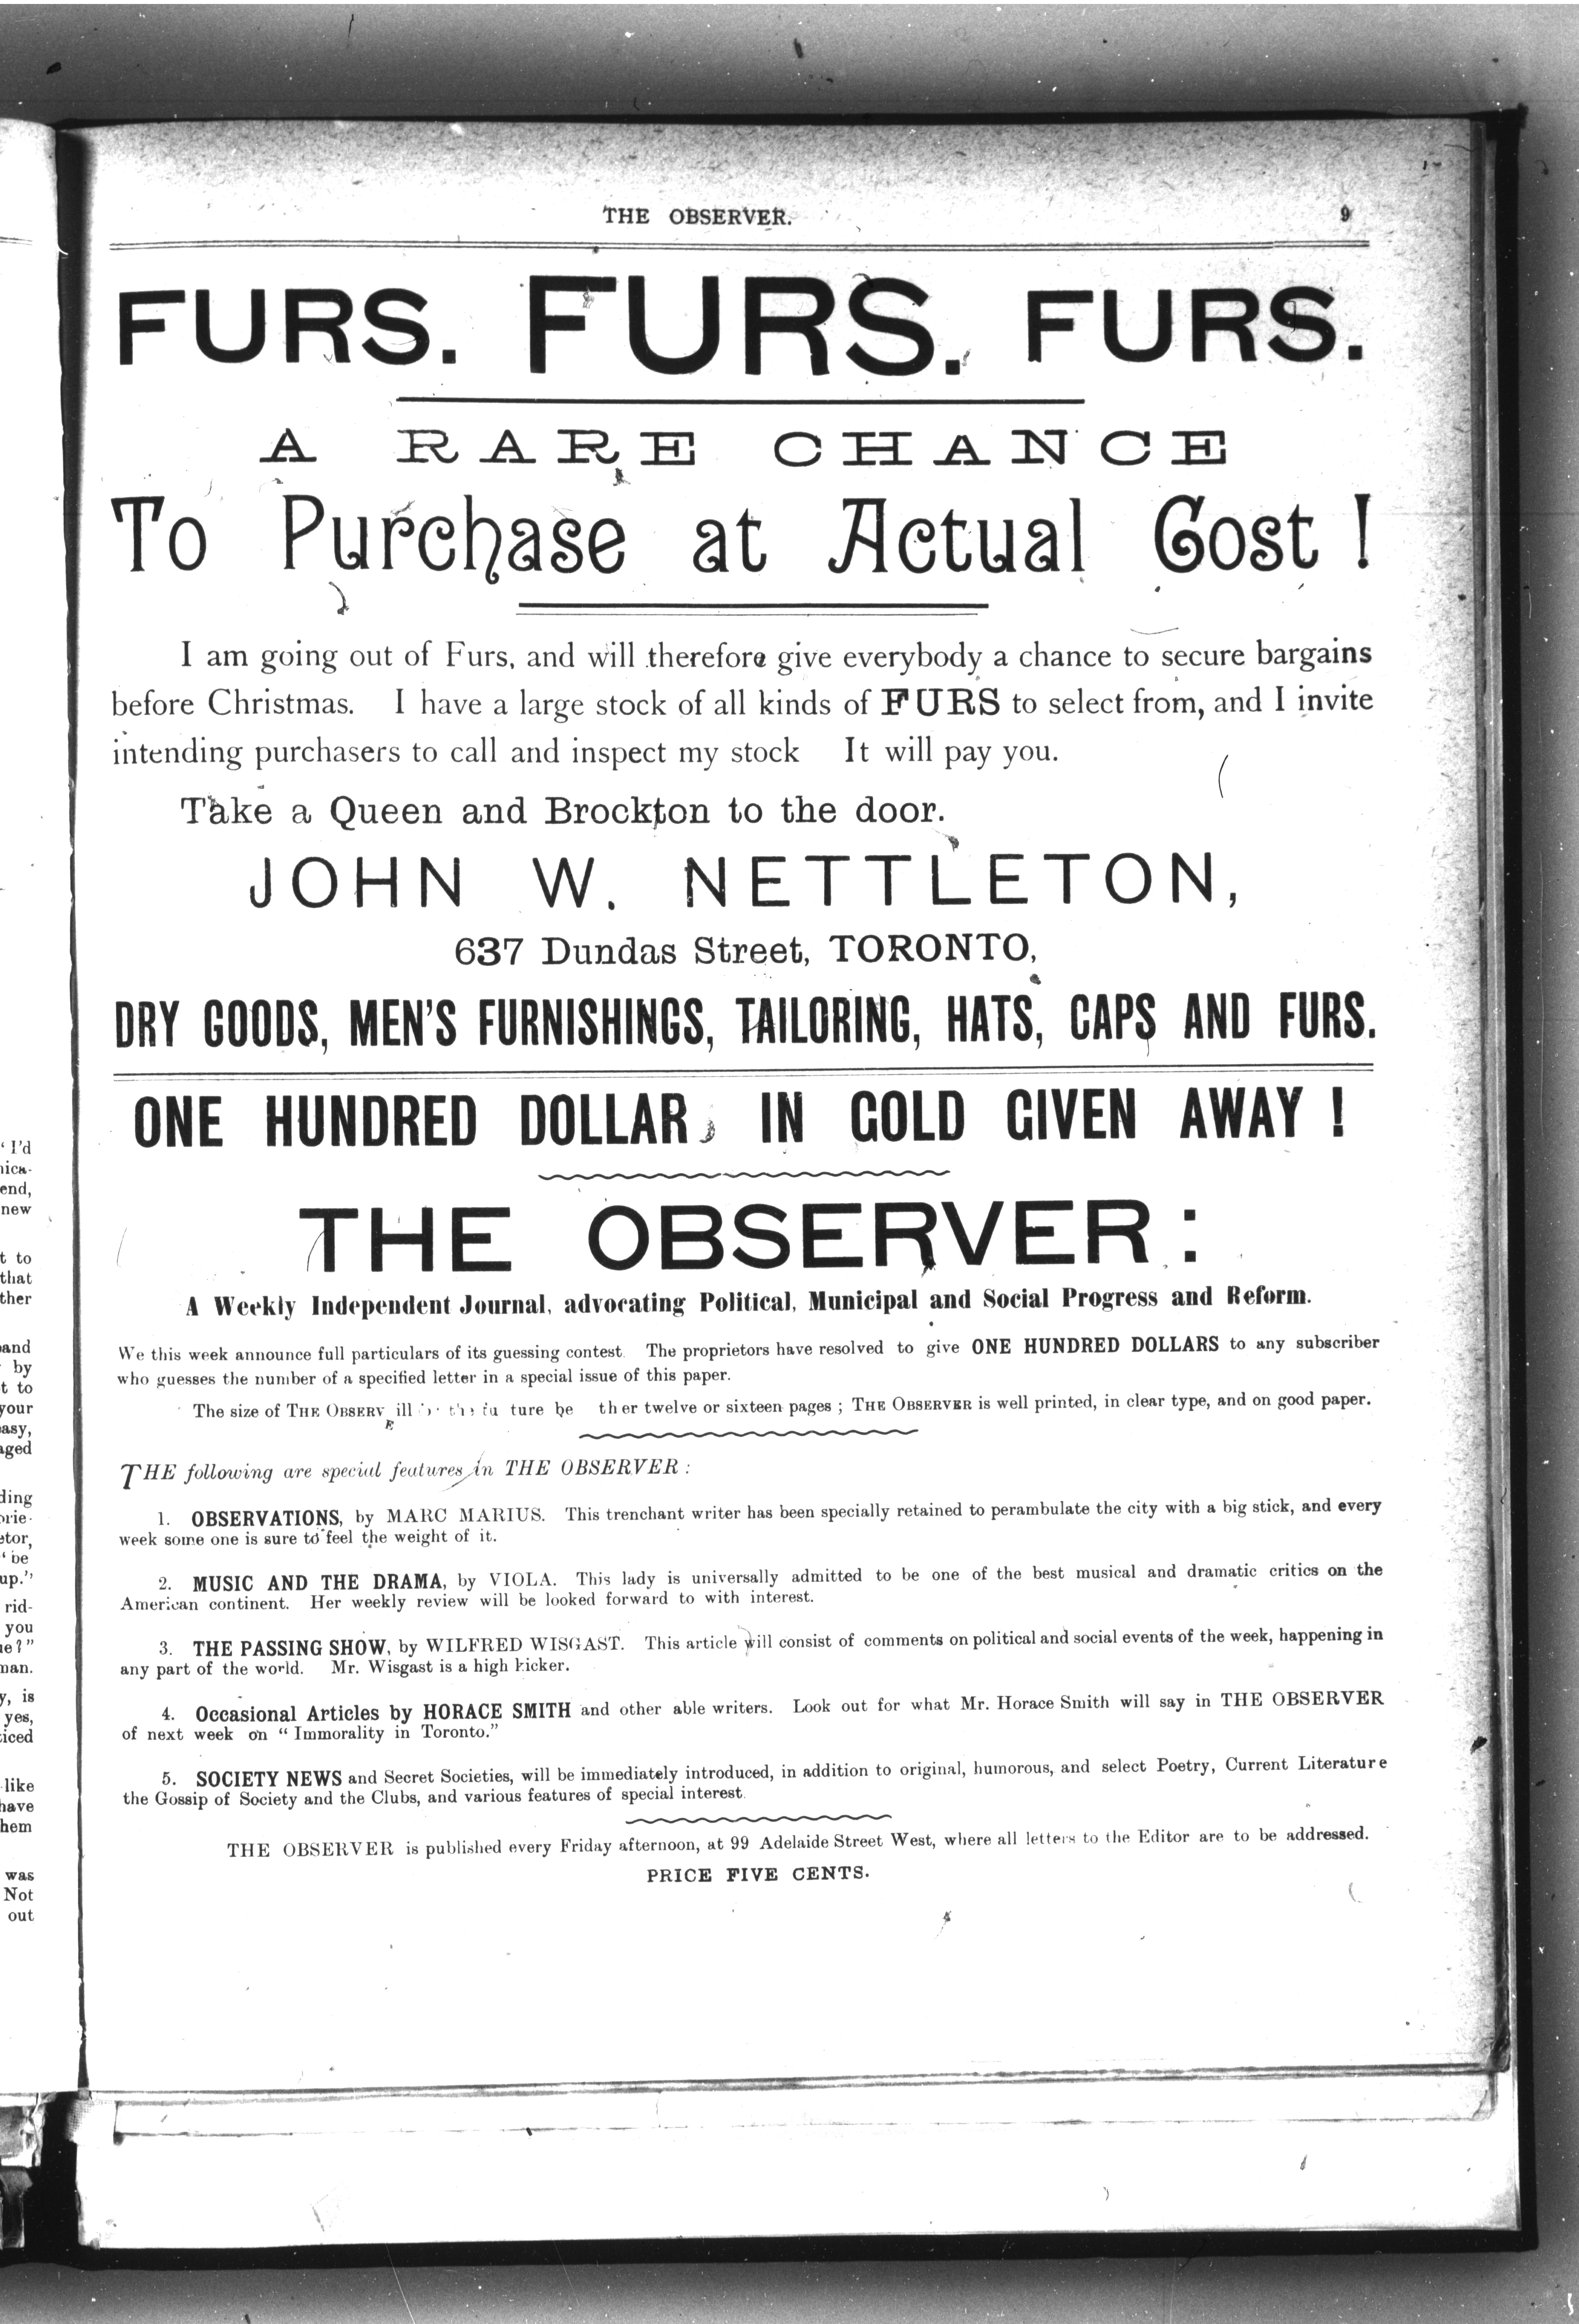 THE OBSERVER. 9
FURS. FURS. FURS.
A RARE CHANCE
To Purchase at Actual Cost !
I am going out of Furs, and will therefore give everybody a chance to secure bargains
before Christmas. I have a large stock of all kinds of FURS to select from, and I invite
intending purchasers to call and inspect my stock It will pay you.
Take a Queen and Brockton to the door.
JOHN W. NETTLETON,
637 Dundas Street, TORONTO,
DRY GOODS, MEN'S FURNISHINGS, TAILORING, HATS, CAPS AND FURS.
ONE HUNDRED DOLLAR IN GOLD GIVEN AWAY !
THE OBSERVER :
A Weekly Independent Journal, advocating Political, Municipal and Social Progress and Reform.
We this week announce full particulars of its guessing contest. The proprietors have resolved to give ONE HUNDRED DOLLARS to any subscriber
who guesses the number of a specified letter in a special issue of this paper.
The size of THE OBSERV ill ture be ther twelve or sixteen pages ; THE OBSERVER is well printed, in clear type, and on good paper.
THE following are special features in THE OBSERVER :
1. OBSERVATIONS, by MARC MARIUS. This trenchant writer has been specially retained to perambulate the city with a big stick, and every
week some one is sure to feel the weight of it.
2. MUSIC AND THE DRAMA, by VIOLA. This lady is universally admitted to be one of the best musical and dramatic critics on the
American continent. Her weekly review will be looked forward to with interest.
3. THE PASSING SHOW, by WILFRED WISGAST. This article will consist of comments on political and social events of the week, happening in
any part of the world. Mr. Wisgast is a high kicker.
4. Occasional Articles by HORACE SMITH and other able writers. Look out for what Mr. Horace Smith will say in THE OBSERVER
of next week on “ Immorality in Toronto.”
5. SOCIETY NEWS and Secret Societies, will be immediately introduced, in addition to original, humorous, and select Poetry, Current Literature
the Gossip of Society and the Clubs, and various features of special interest.
THE OBSERVER is published every Friday afternoon, at 99 Adelaide Street West, where all letters to the Editor are to be addressed.
PRICE FIVE CENTS.